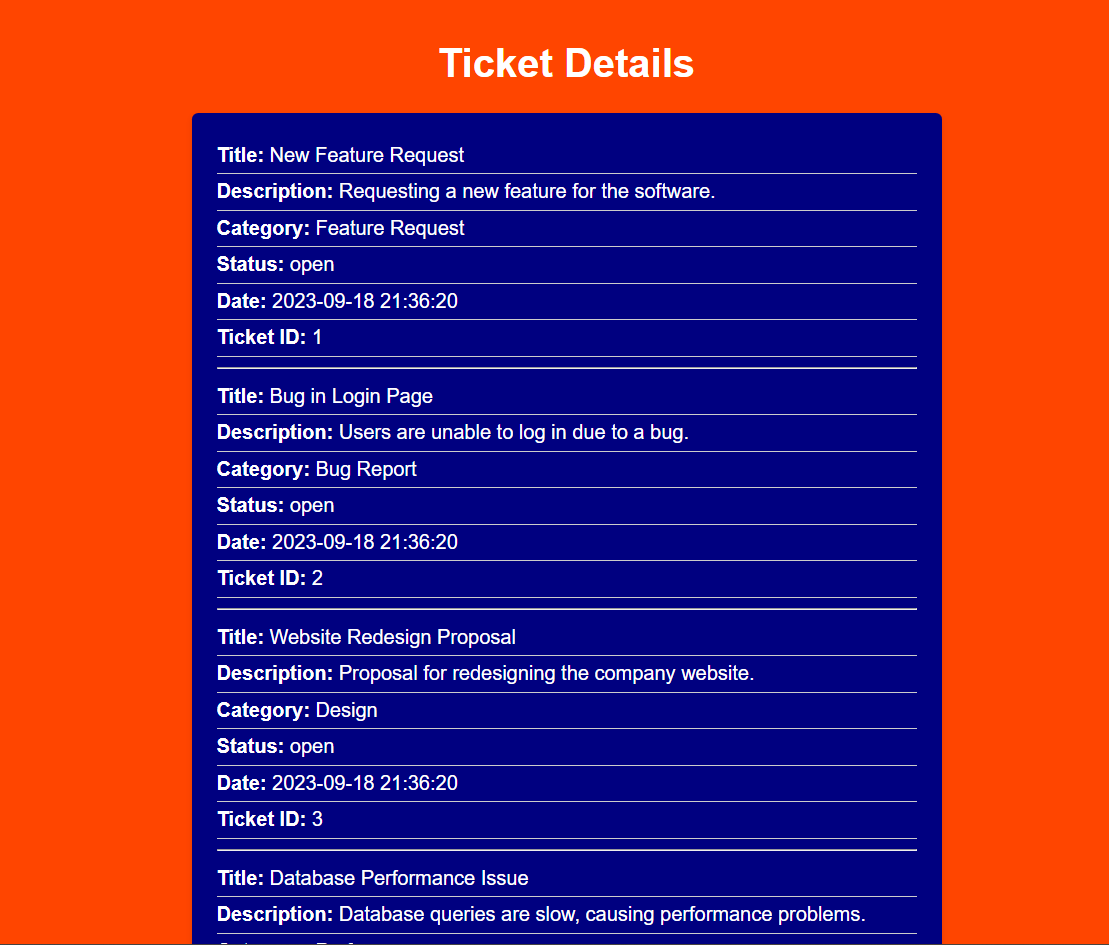 Ticket Details
Title: New Feature Request
Description: Requesting a new feature for the software.
Category: Feature Request
Status: open
Date: 2023-09-18 21:36:20
Ticket ID: 1
Title: Bug in Login Page
Description: Users are unable to log in due to a bug.
Category: Bug Report
Status: open
Date: 2023-09-18 21:36:20
Ticket ID: 2
Title: Website Redesign Proposal
Description: Proposal for redesigning the company website.
Category: Design
Status: open
Date: 2023-09-18 21:36:20
Ticket ID: 3
Title: Database Performance Issue
Description: Database queries are slow, causing performance problems.